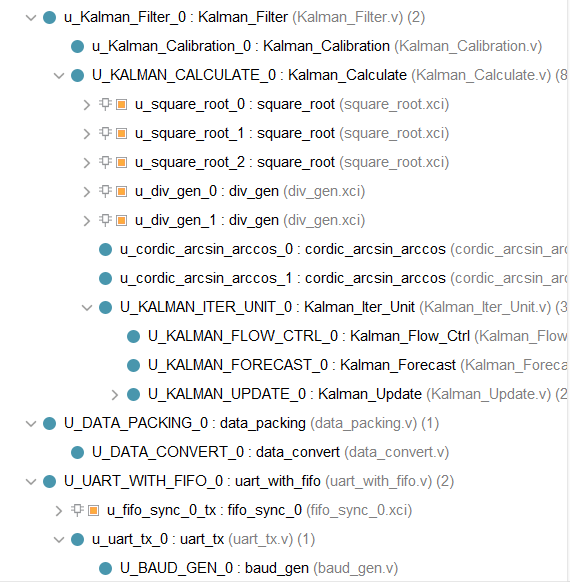 u_Kalman_Filter_0 : Kalman_Filter (Kalman_Filter.v) (2)
u_Kalman_Calibration_0 : Kalman_Calibration (Kalman_Calibration.v)
U_KALMAN_CALCULATE_0 : Kalman_Calculate (Kalman_Calculate.v) (8
u_square_root_0 : square_root (square_root.xci)
u_square_root_1 : square_root (square_root.xci)
u_square_root_2 : square_root (square_root.xci)
u_div_gen_0 : div_gen (div_gen.xci)
u_div_gen_1 : div_gen (div_gen.xci)
u_cordic_arcsin_arccos_0 : cordic_arcsin_arccos (cordic_arcsin_arc
u_cordic_arcsin_arccos_1 : cordic_arcsin_arccos (cordic_arcsin_arc
U_KALMAN_ITER_UNIT_0 : Kalman_Iter_Unit (Kalman_Iter_Unit.v) (3
U_KALMAN_FLOW_CTRL_0 : Kalman_Flow_Ctrl (Kalman_Flow
U_KALMAN_FORECAST_0 : Kalman_Forecast (Kalman_Foreca
U_KALMAN_UPDATE_0 : Kalman_Update (Kalman_Update.v) (2
U_DATA_PACKING_0 : data_packing (data_packing.v) (1)
U_DATA_CONVERT_0 : data_convert (data_convert.v)
U_UART_WITH_FIFO_0 : uart_with_fifo (uart_with_fifo.v) (2)
u_fifo_sync_0_tx : fifo_sync_0 (fifo_sync_0.xci)
u_uart_tx_0 : uart_tx (uart_tx.v) (1)
U_BAUD_GEN_0 : baud_gen (baud_gen.v)